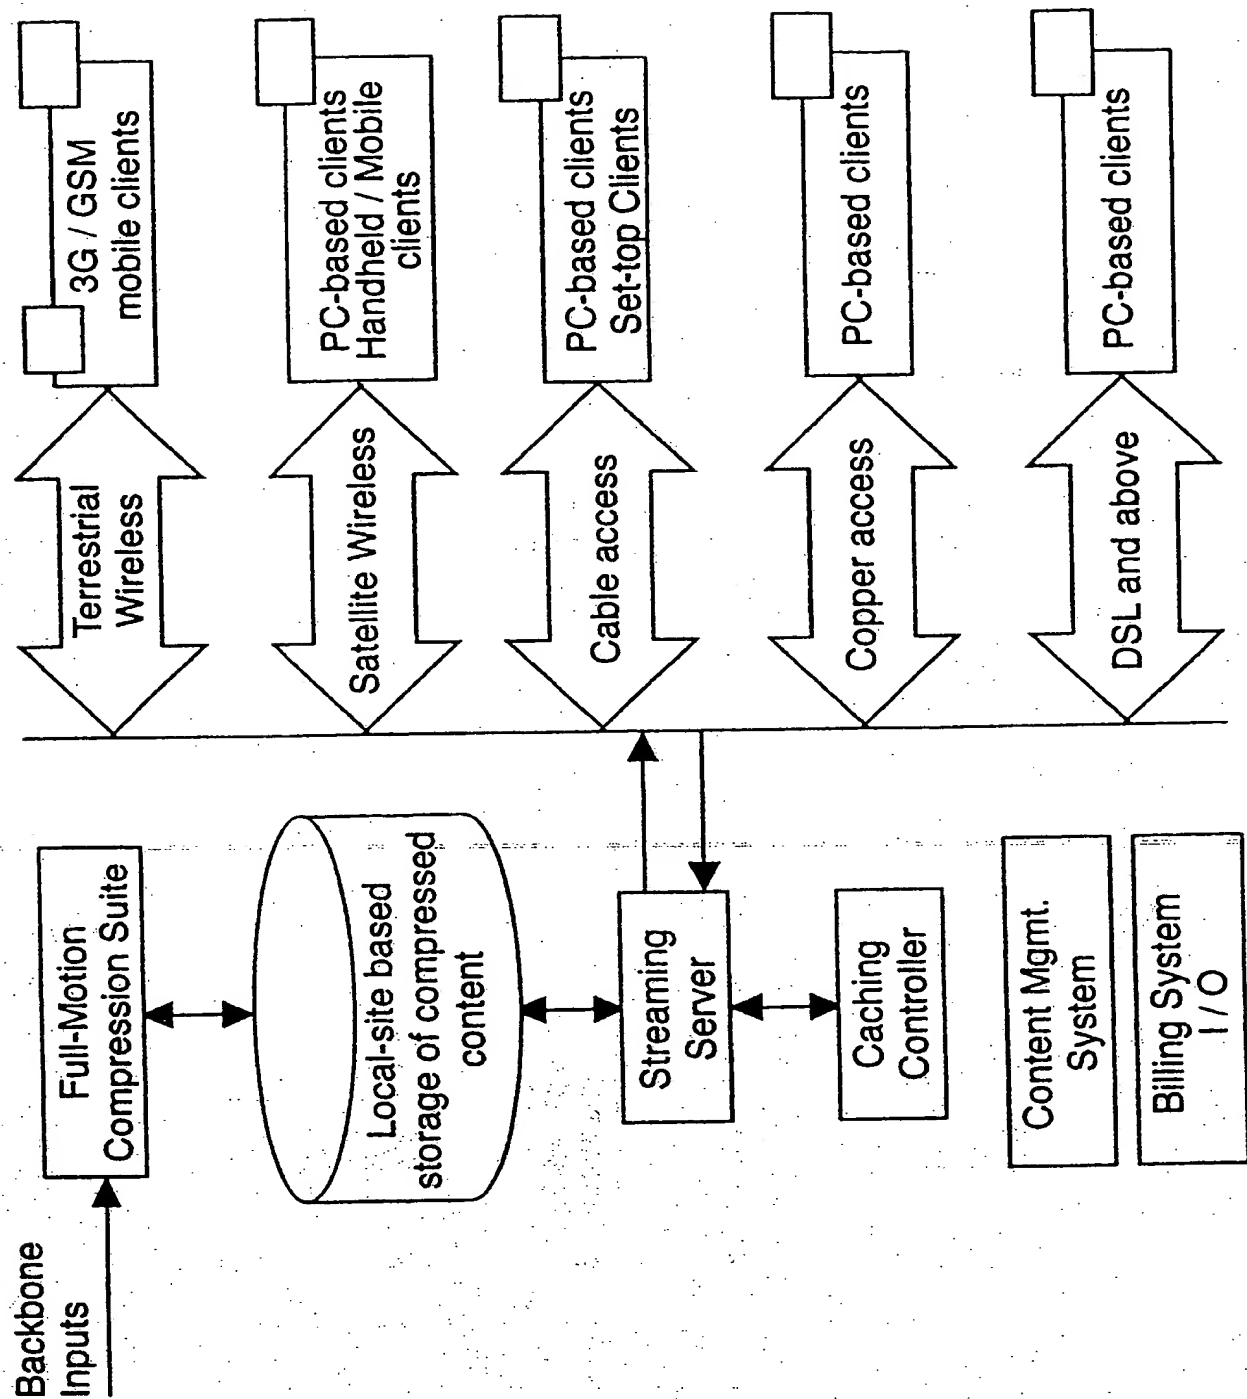 Backbone
Inputs
Full-Motion
Compression Suite
Local-site based
storage of compressed
content
Streaming
Server
Caching
Controller
Content Mgmt.
System
Billing System
I / O
Terrestrial
Wireless
Satellite Wireless
Cable access
Copper access
DSL and above
3G / GSM
mobile clients
PC-based clients
Handheld / Mobile
clients
PC-based clients
Set-top Clients
PC-based clients
PC-based clients